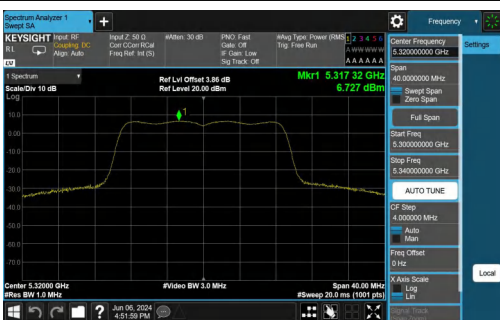 Spectrum Analyzer 1
Swept SA
Frequency
KEYSIGHT Input: RF
R L Coupling: DC
Align: Auto
Input Z: 50 Ω
Corr CCorr RCal
Freq Ref: Int (S)
#Atten: 30 dB
PNO: Fast
Gate: Off
IF Gain: Low
Sig Track: Off
#Avg Type: Power (RMS
Trig: Free Run
1 2 3 4 5 6
A W W W W W
A A A A A A
LW
1 Spectrum
Scale/Div 10 dB
Log
Ref Lvl Offset 3.86 dB
Ref Level 20.00 dBm
Mkr1 5.317 32 GHz
6.727 dBm
1
10.0
0.00
-10.0
-20.0
-30.0
-40.0
-50.0
-60.0
-70.0
Center 5.32000 GHz
#Res BW 1.0 MHz
#Video BW 3.0 MHz
Span 40.00 MHz
#Sweep 20.0 ms (1001 pts)
Center Frequency
5.320000000 GHz
Span
40.0000000 MHz
Swept Span
Zero Span
Full Span
Start Freq
5.300000000 GHz
Stop Freq
5.340000000 GHz
AUTO TUNE
CF Step
4.000000 MHz
Auto
Man
Freq Offset
0 Hz
X Axis Scale
Log
Lin
Signal Track
Settings
Local
?
Jun 06, 2024
4:51:59 PM